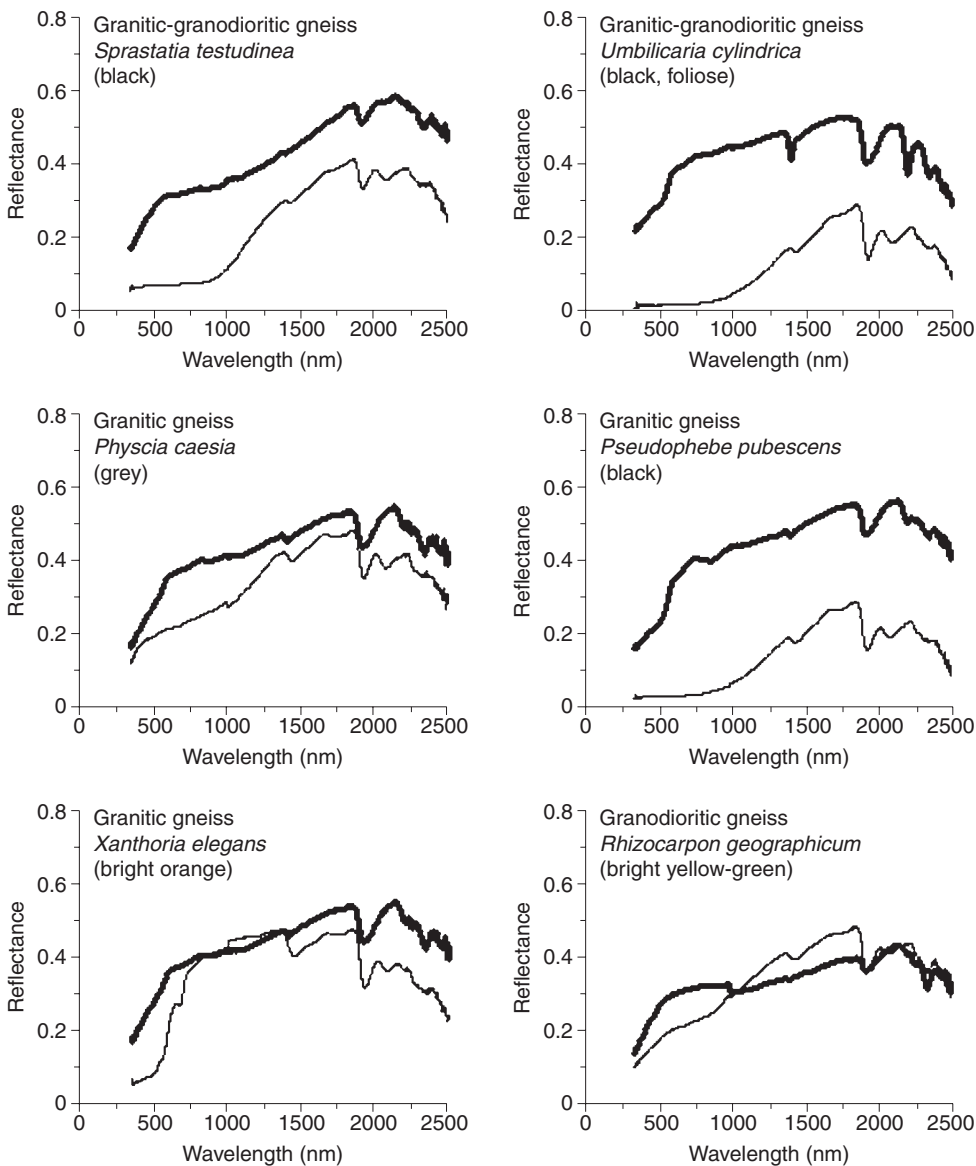 Granitic-granodioritic gneiss
Sprastatia testudinea
(black)
0.8
0.6
0.4
0.2
0
Reflectance
0 500 1000 1500 2000 2500
Wavelength (nm)
Granitic-granodioritic gneiss
Umbilicaria cylindrica
(black, foliose)
0.8
0.6
0.4
0.2
0
Reflectance
0 500 1000 1500 2000 2500
Wavelength (nm)
Granitic gneiss
Physcia caesia
(grey)
0.8
0.6
0.4
0.2
0
Reflectance
0 500 1000 1500 2000 2500
Wavelength (nm)
Granitic gneiss
Pseudophebe pubescens
(black)
0.8
0.6
0.4
0.2
0
Reflectance
0 500 1000 1500 2000 2500
Wavelength (nm)
Granitic gneiss
Xanthoria elegans
(bright orange)
0.8
0.6
0.4
0.2
0
Reflectance
0 500 1000 1500 2000 2500
Wavelength (nm)
Granodioritic gneiss
Rhizocarpon geographicum
(bright yellow-green)
0.8
0.6
0.4
0.2
0
Reflectance
0 500 1000 1500 2000 2500
Wavelength (nm)